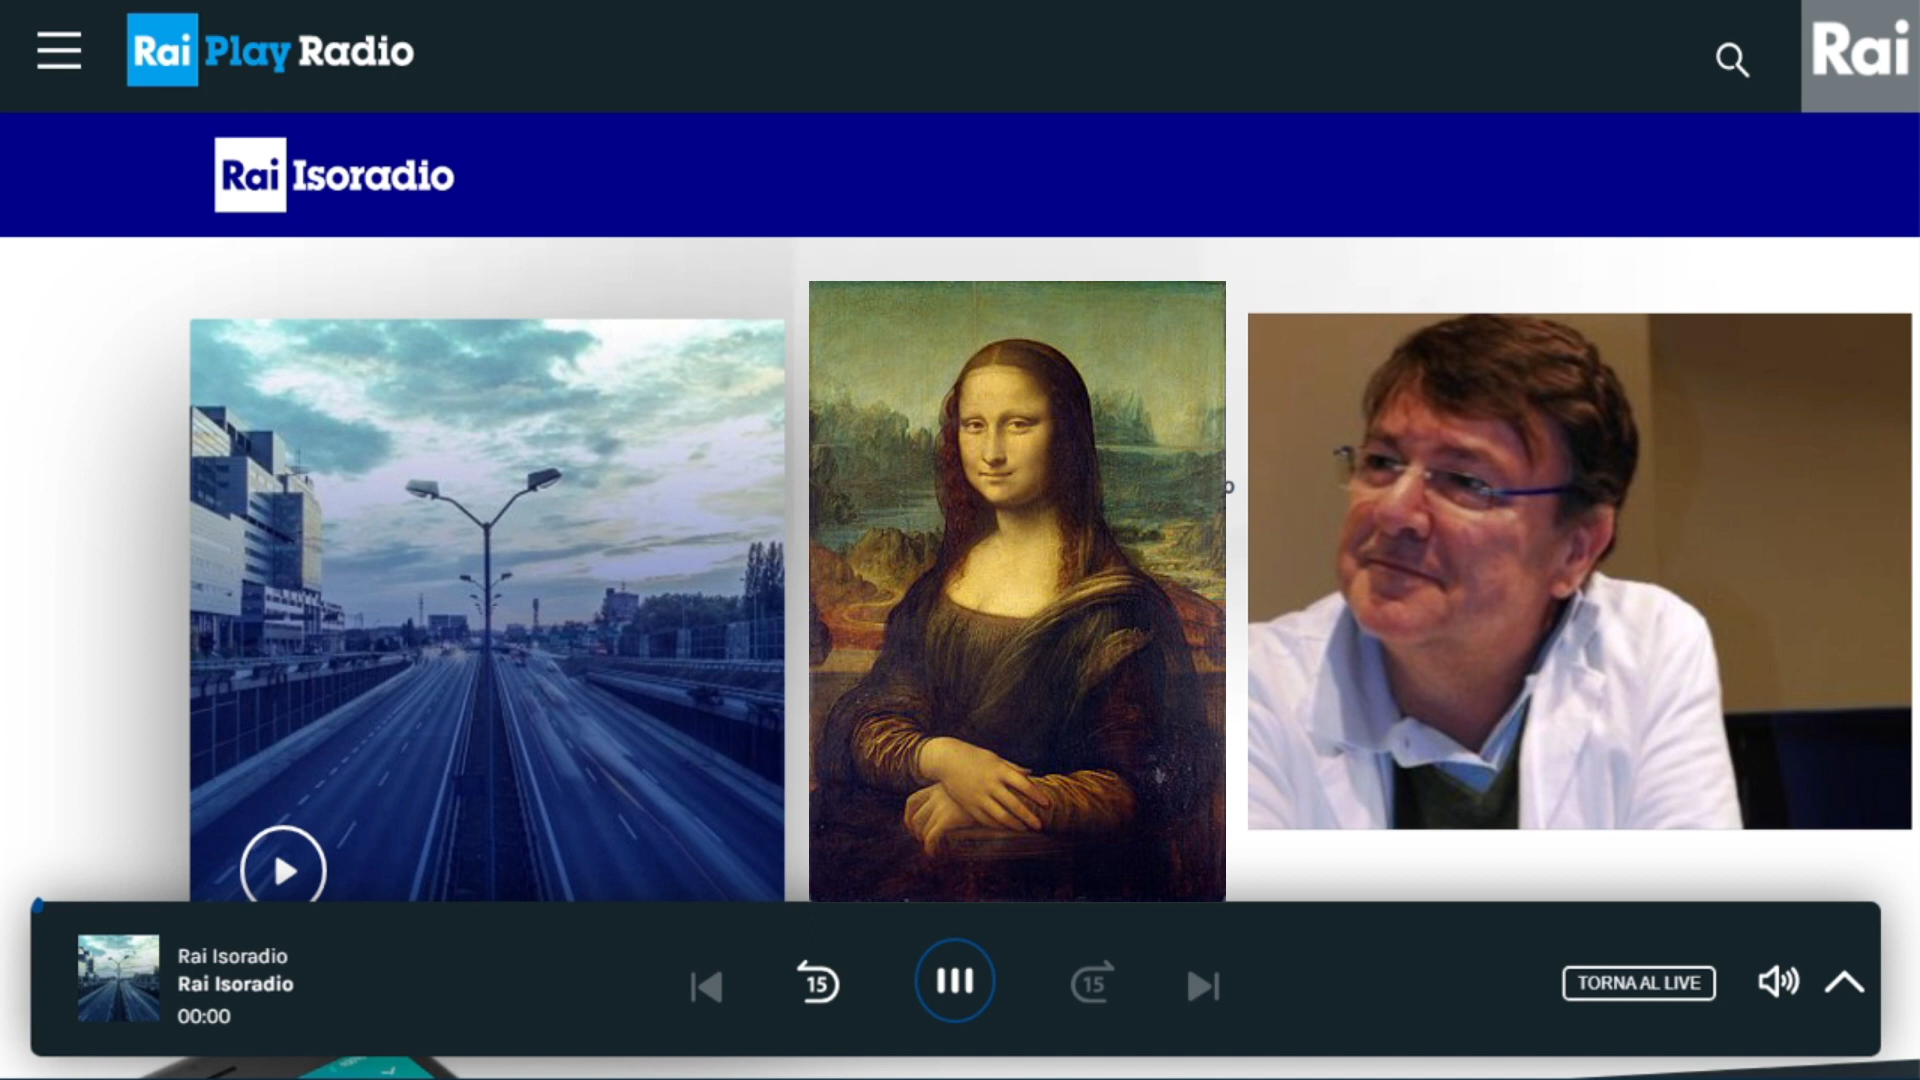 Rai Play Radio
Rai
Rai Isoradio
Rai Isoradio
Rai Isoradio
00:00
15
15
TORNA AL LIVE